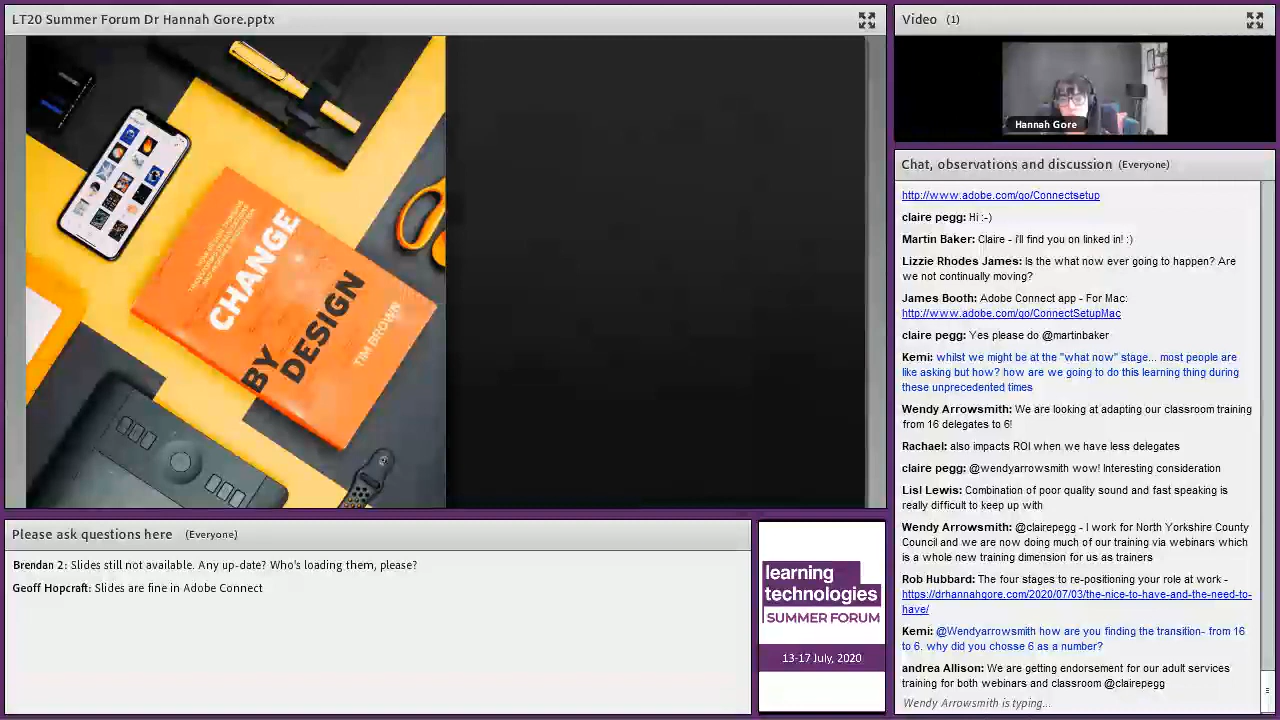 LT20 Summer Forum Dr Hannah Gore.pptx
CHANGE
BY
DESIGN
TIM BROWN
Video (1)
Hannah Gore
Chat, observations and discussion (Everyone)
http://www.adobe.com/go/Connectsetup
claire pegg: Hi :-)
Martin Baker: Claire - i'll find you on linked in! :)
Lizzie Rhodes James: Is the what now ever going to happen? Are
we not continually moving?
James Booth: Adobe Connect app - For Mac:
http://www.adobe.com/go/ConnectSetupMac
claire pegg: Yes please do @martinbaker
Kemi: whilst we might be at the "what now" stage... most people are
like asking but how? how are we going to do this learning thing during
these unprecedented times
Wendy Arrowsmith: We are looking at adapting our classroom training
from 16 delegates to 6!
Rachael: also impacts ROI when we have less delegates
claire pegg: @wendyarrowsmith wow! Interesting consideration
Lisl Lewis: Combination of poor quality sound and fast speaking is
really difficult to keep up with
Wendy Arrowsmith: @clairepegg - I work for North Yorkshire County
Council and we are now doing much of our training via webinars which
is a whole new training dimension for us as trainers
Rob Hubbard: The four stages to re-positioning your role at work -
https://drhannahgore.com/2020/07/03/the-nice-to-have-and-the-need-to-
have/
Kemi: @Wendyarrowsmith how are you finding the transition- from 16
to 6. why did you chosse 6 as a number?
andrea Allison: We are getting endorsement for our adult services
training for both webinars and classroom @clairepegg
Wendy Arrowsmith is typing...
Please ask questions here (Everyone)
Brendan 2: Slides still not available. Any up-date? Who's loading them, please?
Geoff Hopcraft: Slides are fine in Adobe Connect
learning
technologies
SUMMER FORUM
13-17 July, 2020